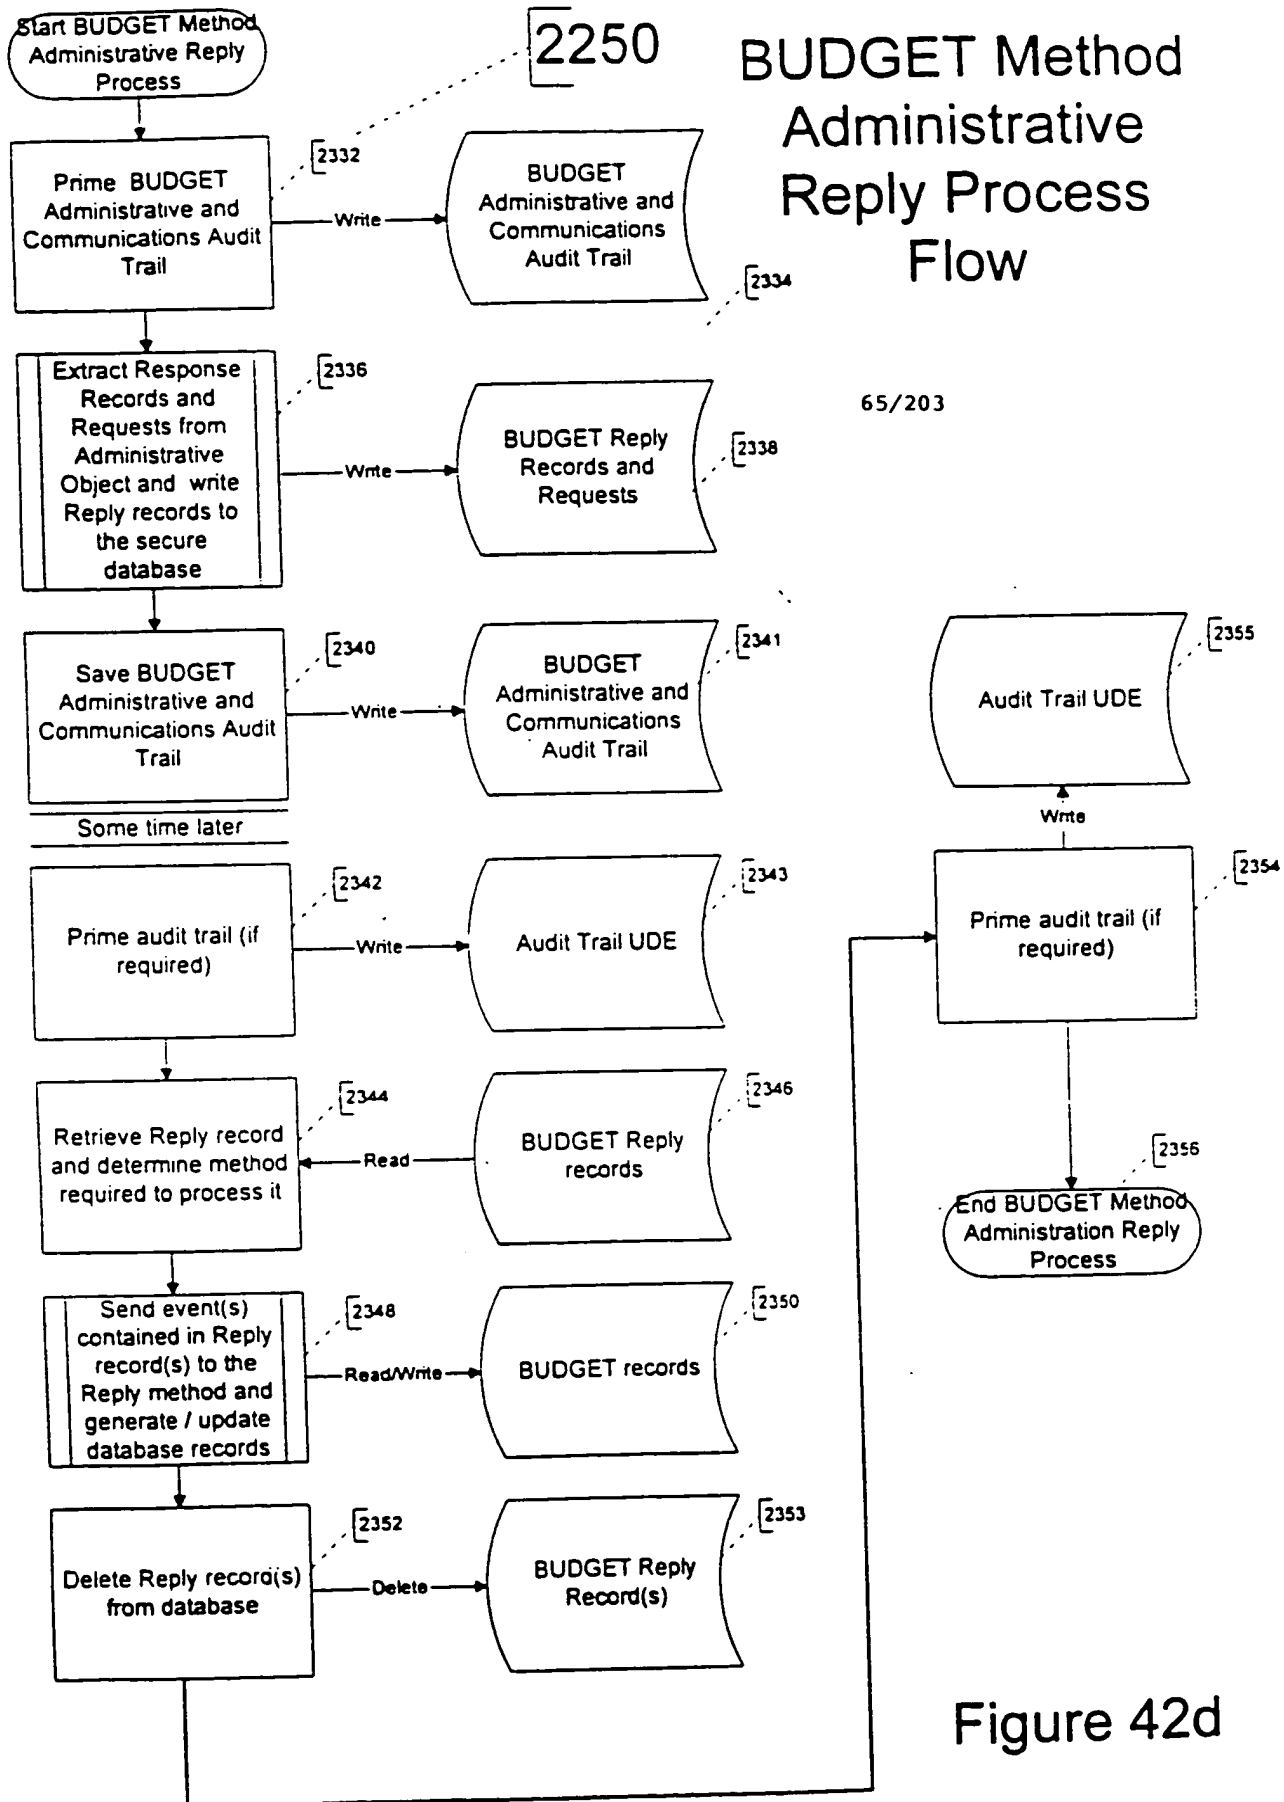 Start BUDGET Method
Administrative Reply
Process
2250
BUDGET Method
Administrative
Reply Process
Flow
Prime BUDGET
Administrative and
Communications Audit
Trail
2332
Write
BUDGET
Administrative and
Communications
Audit Trail
2334
Extract Response
Records and
Requests from
Administrative
Object and write
Reply records to
the secure
database
2336
Write
BUDGET Reply
Records and
Requests
2338
65/203
Save BUDGET
Administrative and
Communications Audit
Trail
2340
Write
BUDGET
Administrative and
Communications
Audit Trail
2341
Some time later
Prime audit trail (if
required)
2342
Write
Audit Trail UDE
2343
Retrieve Reply record
and determine method
required to process it
2344
Read
BUDGET Reply
records
2346
Send event(s)
contained in Reply
record(s) to the
Reply method and
generate / update
database records
2348
Read/Write
BUDGET records
2350
Delete Reply record(s)
from database
2352
Delete
BUDGET Reply
Record(s)
2353
Audit Trail UDE
2355
Write
Prime audit trail (if
required)
2354
2356
End BUDGET Method
Administration Reply
Process
Figure 42d